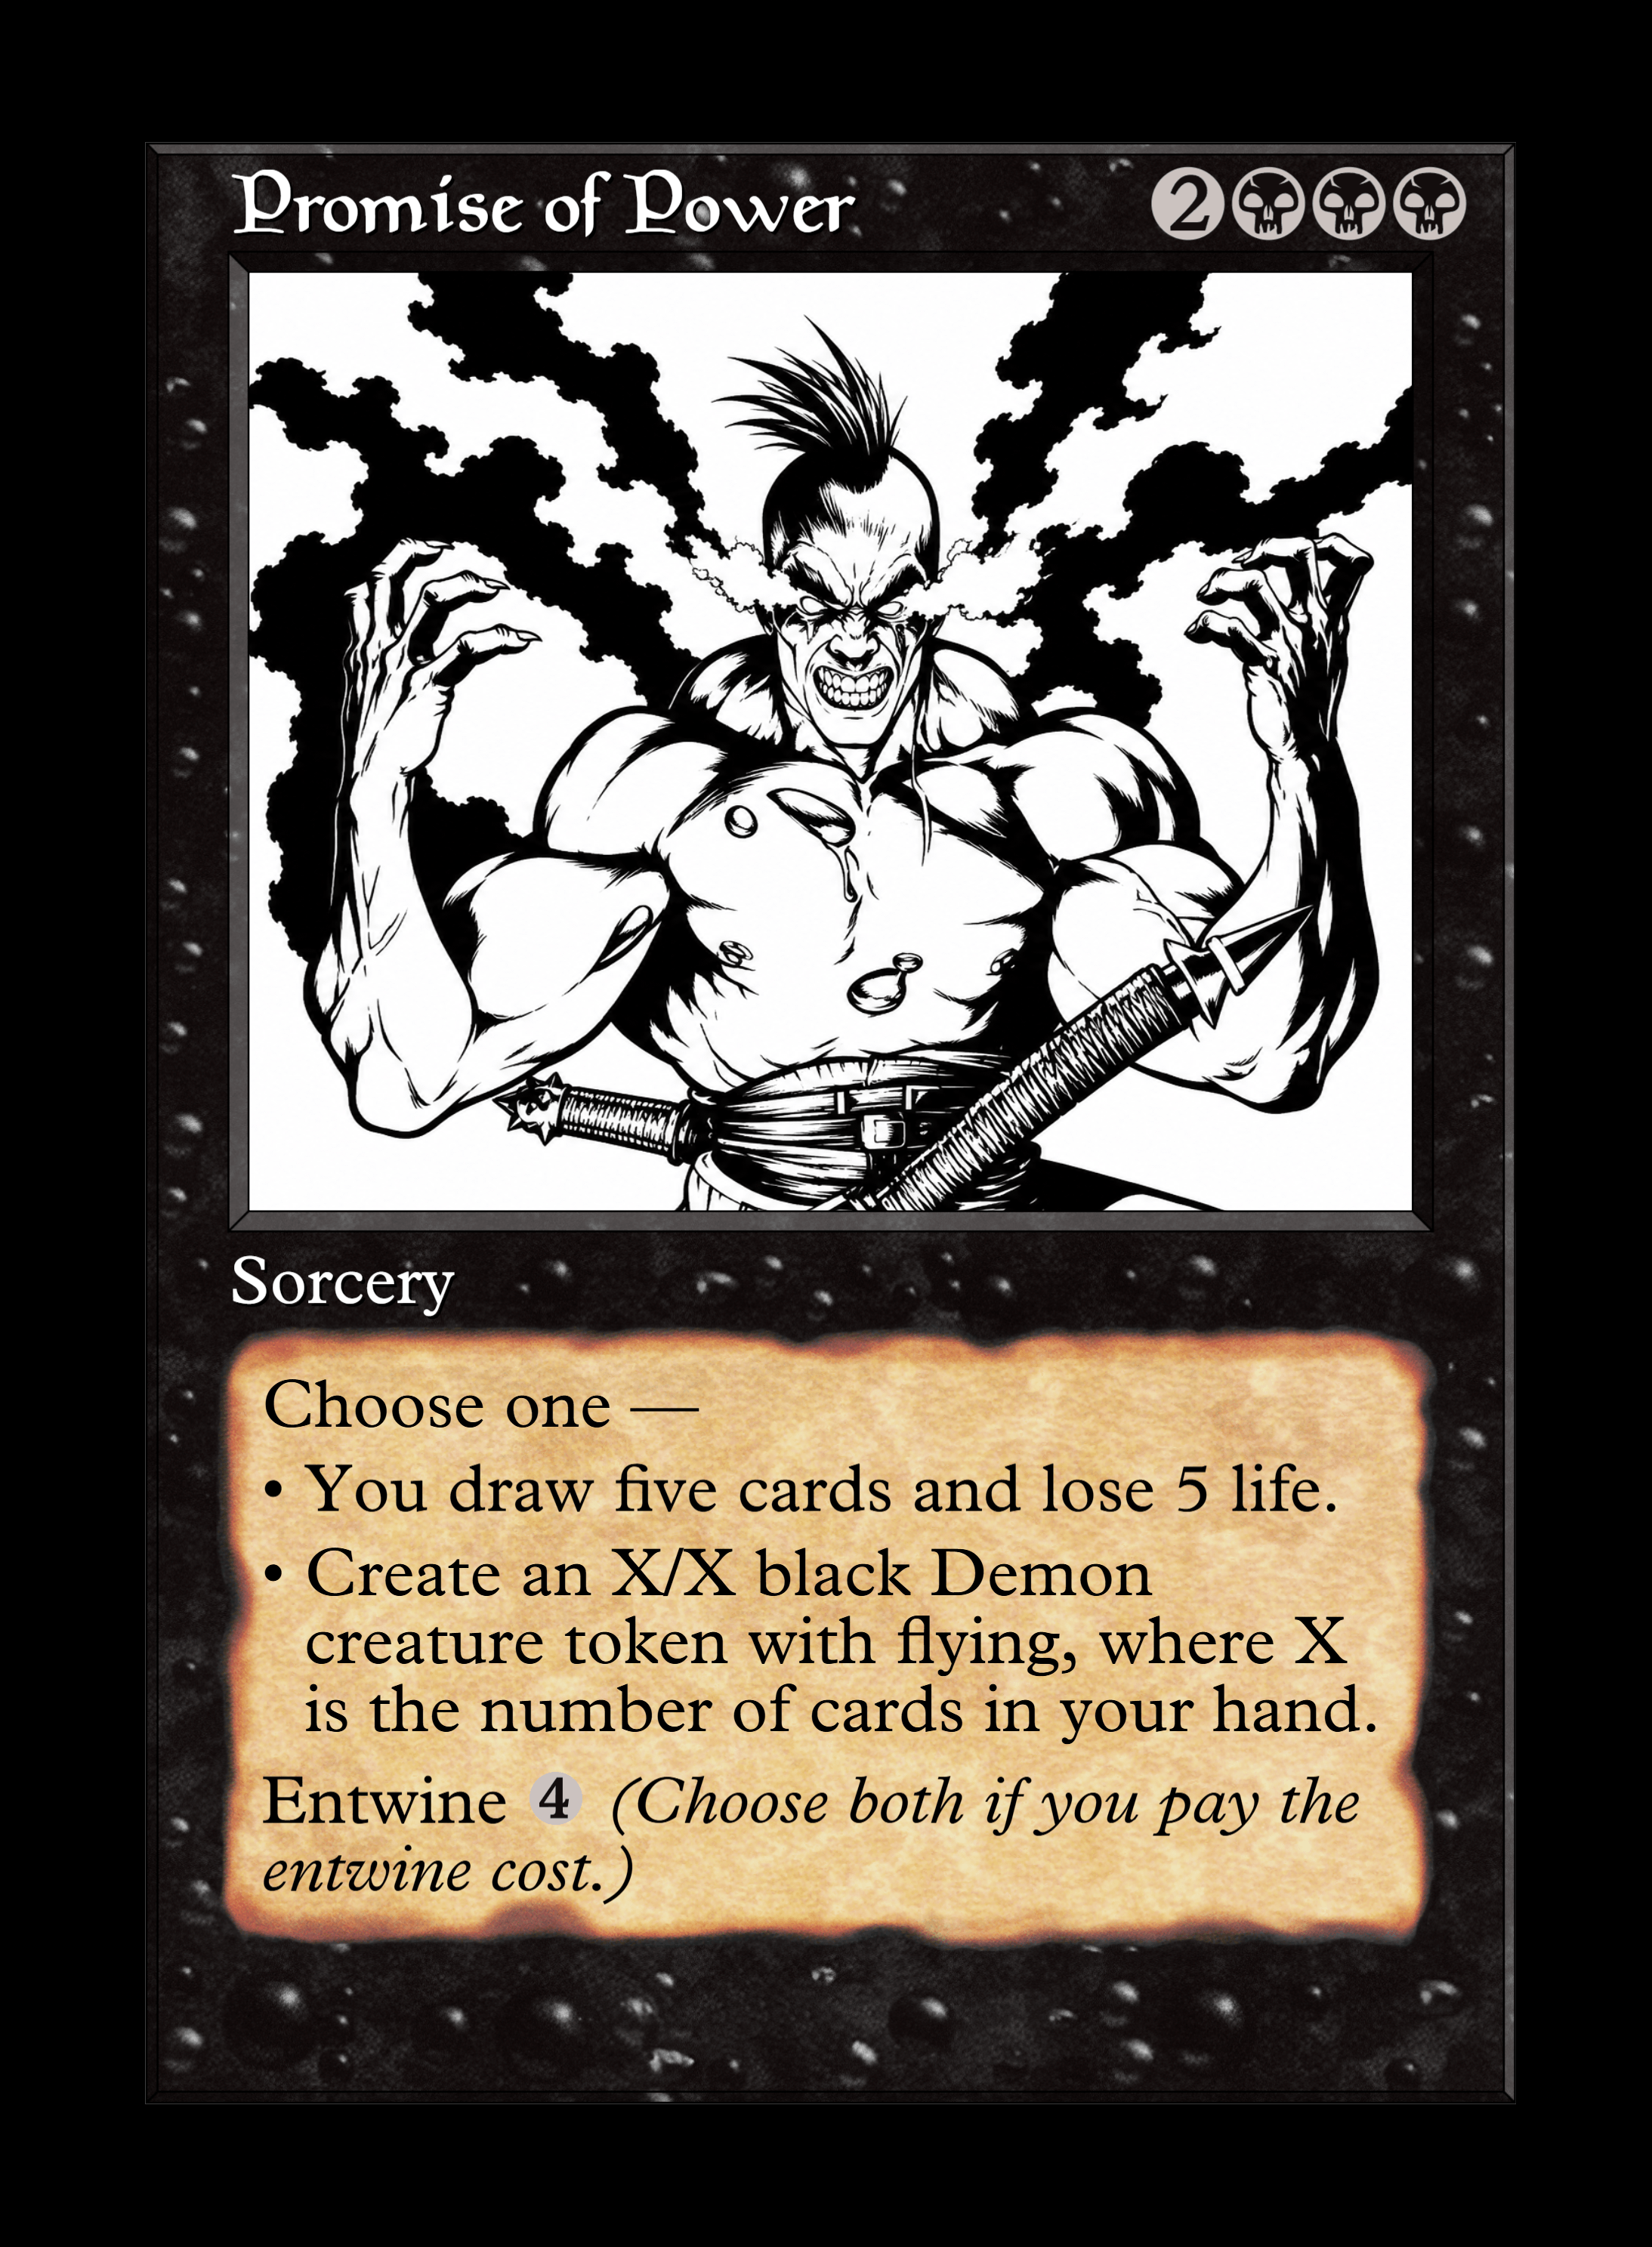 Promise of Power 2
Sorcery
Choose one —
• You draw five cards and lose 5 life.
• Create an X/X black Demon
creature token with flying, where X
is the number of cards in your hand.
Entwine 4 (Choose both if you pay the
entwine cost.)